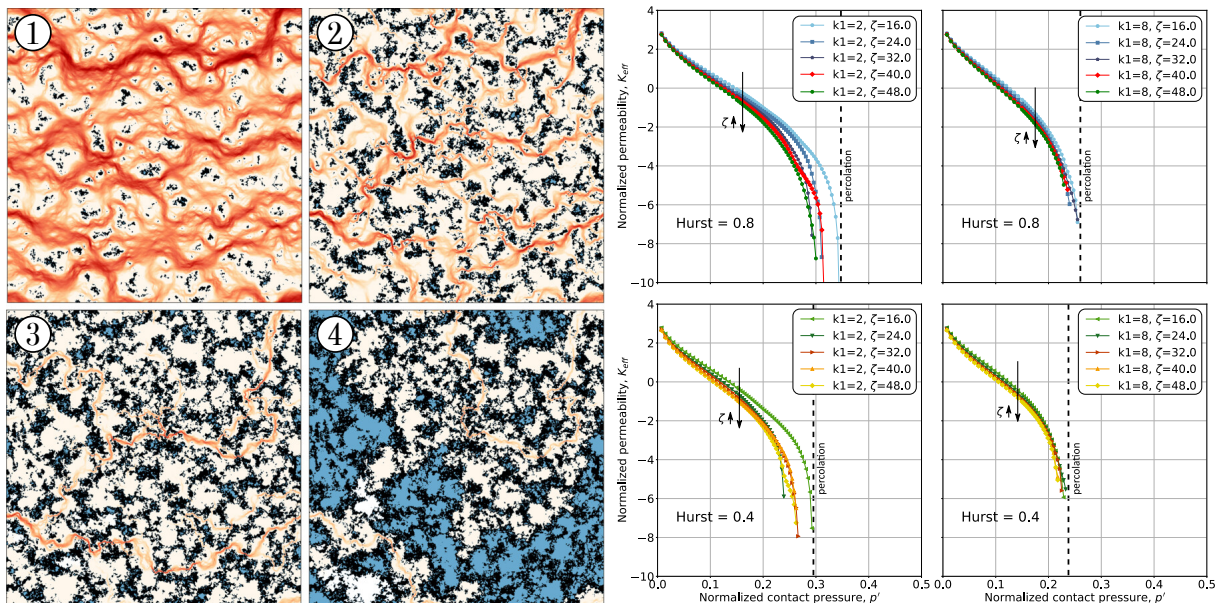 1
2
3
4
Normalized permeability, K_eff
4
2
0
−2
−4
−6
−8
−10
k1=2, ζ=16.0
k1=2, ζ=24.0
k1=2, ζ=32.0
k1=2, ζ=40.0
k1=2, ζ=48.0
ζ
percolation
Hurst = 0.8
k1=8, ζ=16.0
k1=8, ζ=24.0
k1=8, ζ=32.0
k1=8, ζ=40.0
k1=8, ζ=48.0
ζ
percolation
Hurst = 0.8
Normalized permeability, K_eff
4
2
0
−2
−4
−6
−8
−10
k1=2, ζ=16.0
k1=2, ζ=24.0
k1=2, ζ=32.0
k1=2, ζ=40.0
k1=2, ζ=48.0
ζ
percolation
Hurst = 0.4
0.0 0.1 0.2 0.3 0.4 0.5
Normalized contact pressure, p′
k1=8, ζ=16.0
k1=8, ζ=24.0
k1=8, ζ=32.0
k1=8, ζ=40.0
k1=8, ζ=48.0
ζ
percolation
Hurst = 0.4
0.0 0.1 0.2 0.3 0.4 0.5
Normalized contact pressure, p′